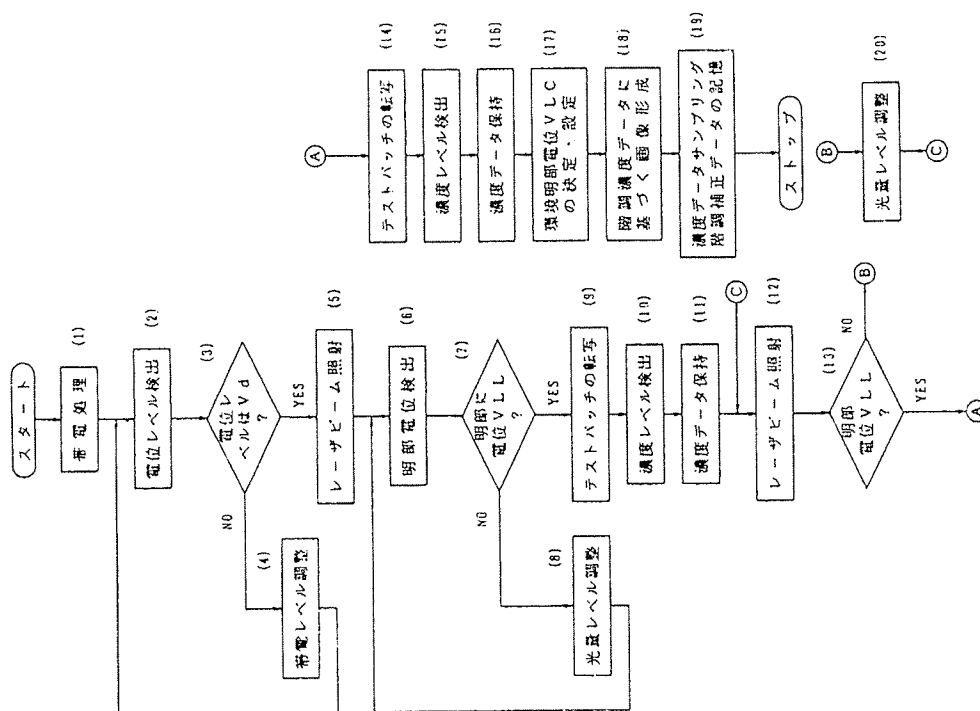 スタート
帯電処理
(1)
電位レベル検出
(2)
電位レ
ベルはVd
?
(3)
NO
YES
帯電レベル調整
(4)
レーザビーム照射
(5)
明部電位検出
(6)
明部に
電位VLL
?
(7)
NO
YES
光量レベル調整
(8)
テストパッチの転写
(9)
濃度レベル検出
(10)
濃度データ保持
(11)
C
レーザビーム照射
(12)
明部
電位VLL
?
(13)
NO
B
YES
A
A
テストパッチの転写
(14)
濃度レベル検出
(15)
濃度データ保持
(16)
環境明部電位VLC
の決定・設定
(17)
階調濃度データに
基づく画像形成
(18)
濃度データサンプリング
階調補正データの記憶
(19)
ストップ
B
光量レベル調整
(20)
C